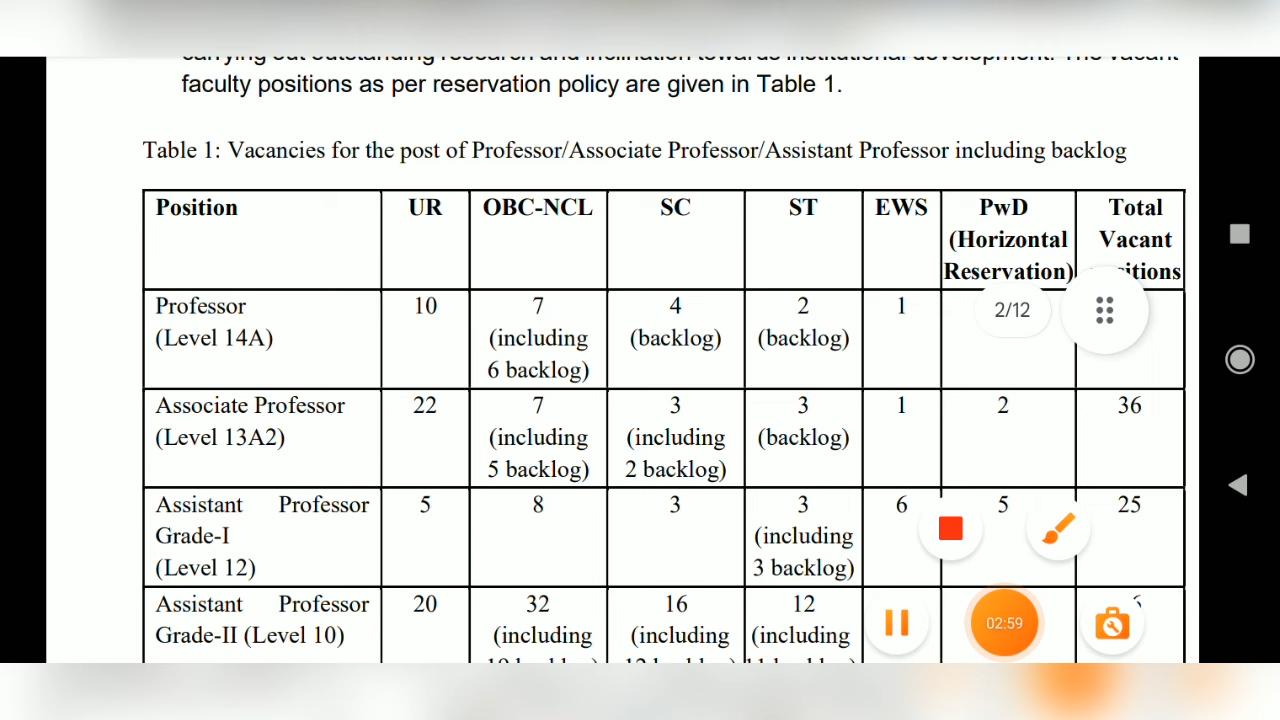 faculty positions as per reservation policy are given in Table 1.
Table 1: Vacancies for the post of Professor/Associate Professor/Assistant Professor including backlog
Position UR OBC-NCL SC ST EWS PwD Total
(Horizontal Vacant
Reservation)
Professor 10 7 4 2 1 2/12
(Level 14A) (including (backlog) (backlog)
6 backlog)
Associate Professor 22 7 3 3 1 2 36
(Level 13A2) (including (including (backlog)
5 backlog) 2 backlog)
Assistant Professor 5 8 3 3 6 5 25
Grade-I (including
(Level 12) 3 backlog)
Assistant Professor 20 32 16 12
Grade-II (Level 10) (including (including (including
02:59